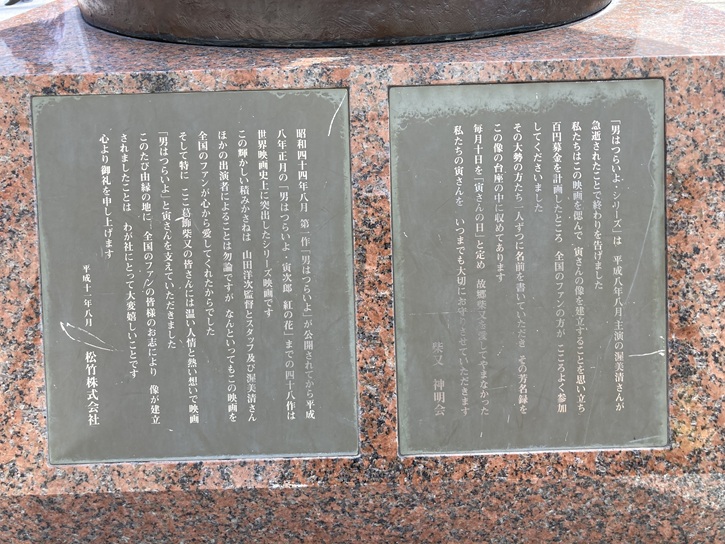 「男はつらいよ・シリーズ」は 平成八年八月 主演の渥美清さんが
急逝されたことで終わりを告げました
私たちはこの映画を偲んで 寅さんの像を建立することを思い立ち
百円募金を計画したところ 全国のファンの方が こころよく参加
してくださいました
その大勢の方たち一人ずつに名前を書いていただき その芳名録を
この像の台座の中に収めてあります
毎月十日を「寅さんの日」と定め 故郷柴又を愛してやまなかった
私たちの寅さんを いつまでも大切にお守りさせていただきます
柴又 神明会
昭和四十四年八月 第一作「男はつらいよ」が公開されてから平成
八年正月の「男はつらいよ・寅次郎 紅の花」までの四十八作は
世界映画史上に突出したシリーズ映画です
この輝かしい積みかさねは 山田洋次監督とスタッフ及び渥美清さん
ほかの出演者によることは勿論ですが なんといってもこの映画を
全国のファンが心から愛してくれたからでした
そして特に ここ葛飾柴又の皆さんには温い人情と熱い想いで映画
「男はつらいよ」と寅さんを支えていただきました
このたび由縁の地に 全国のファンの皆様のお志により 像が建立
されましたことは わが社にとって大変嬉しいことです
心より御礼を申し上げます
平成十一年八月
松竹株式会社